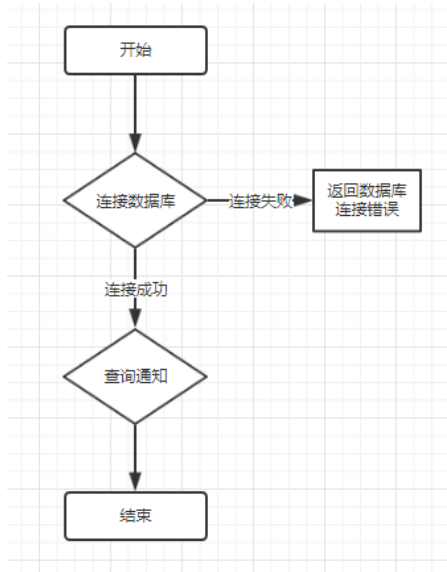 开始
连接数据库
连接失败
返回数据库
连接错误
连接成功
查询通知
结束